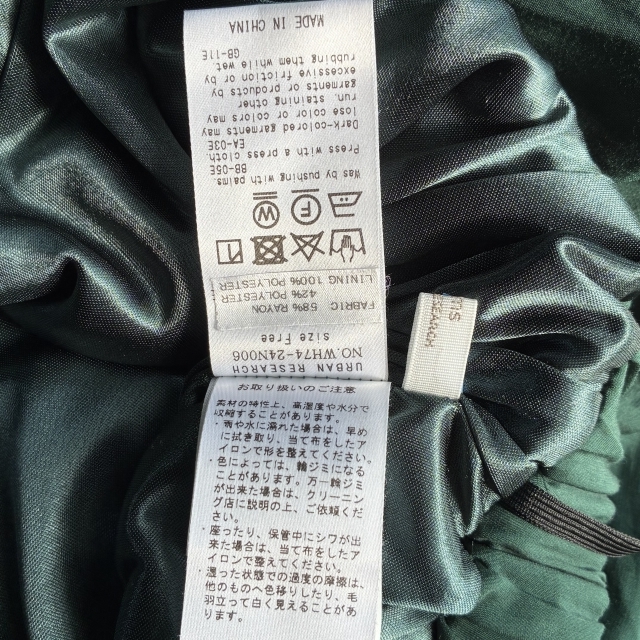 URBAN RESEARCH
NO.WH74-24N006
size Free
FABRIC 58% RAYON
42% POLYESTER
LINING 100% POLYESTER
W
F
Was by pushing with palms.
BB-05E
Press with a press cloth.
EA-03E
Dark-colored garments may
lose color or colors may
run, staining other
garments or products by
excessive friction or by
rubbing them while wet.
GB-11E
MADE IN CHINA
RESEARCH
お取り扱いのご注意
素材の特性上、高湿度や水分で
収縮することがあります。
・雨や水に濡れた場合は、早め
に拭き取り、当て布をしたア
イロンで形を整えてください。
・色によっては、輪ジミになる
ことがあります。万一輪ジミ
が出来た場合は、クリーニン
グ店に説明の上、ご依頼くだ
さい。
・座ったり、保管中にシワが出
来た場合は、当て布をしたア
イロンで整えてください。
・湿った状態での過度の摩擦は、
他のものへ色移りしたり、毛
羽立って白く見えることがあ
ります。